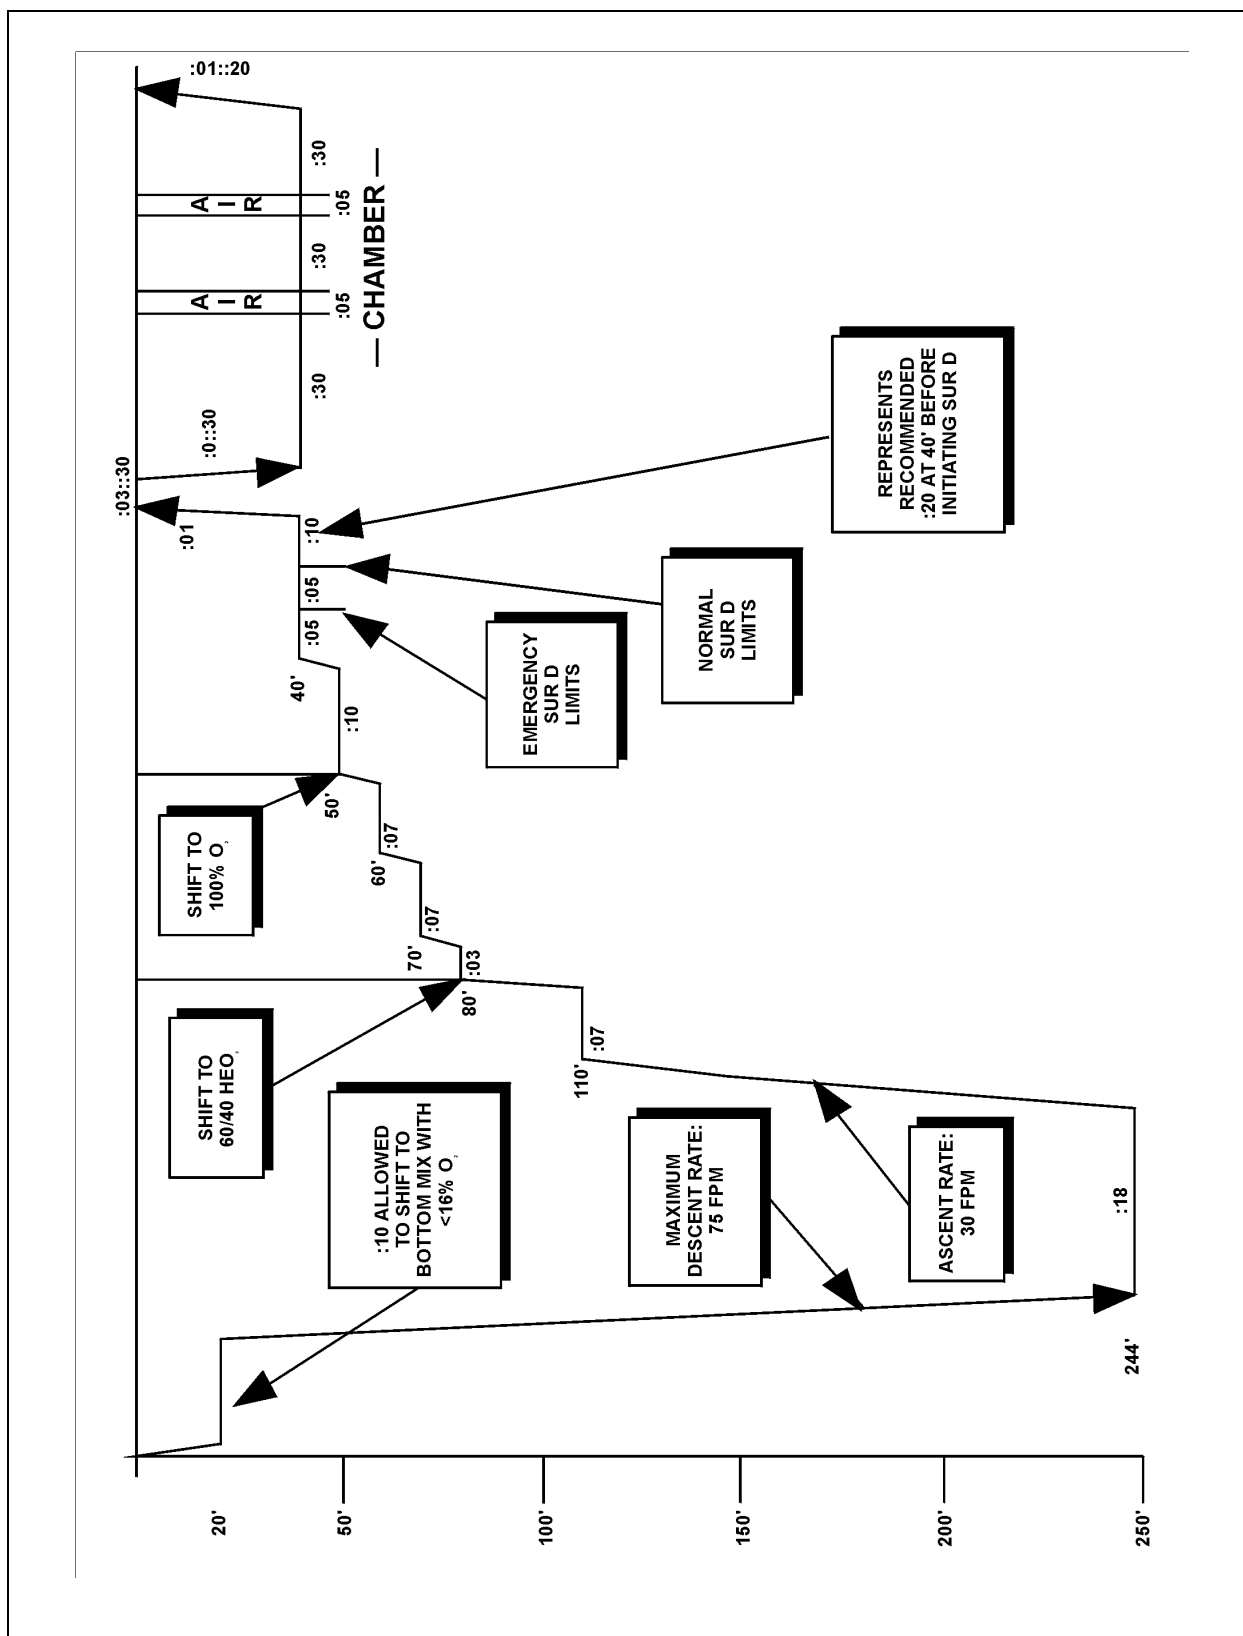 20'
50'
100'
150'
200'
250'
:10 ALLOWED
TO SHIFT TO
BOTTOM MIX WITH
<16% O₂
MAXIMUM
DESCENT RATE:
75 FPM
244'
:18
ASCENT RATE:
30 FPM
110'
:07
SHIFT TO
60/40 HEO₂
80'
:03
70'
:07
60'
:07
SHIFT TO
100% O₂
50'
:10
40'
:05
:05
:10
EMERGENCY
SUR D
LIMITS
NORMAL
SUR D
LIMITS
REPRESENTS
RECOMMENDED
:20 AT 40' BEFORE
INITIATING SUR D
:01
:03::30
:0::30
:30
AIR
:05
:30
AIR
:05
:30
— CHAMBER —
:01::20